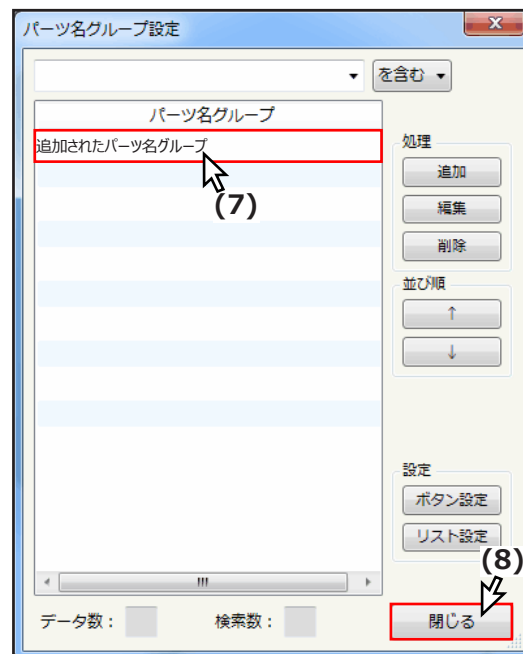 パーツ名グループ設定
を含む
パーツ名グループ
追加されたパーツ名グループ
(7)
処理
追加
編集
削除
並び順
↑
↓
設定
ボタン設定
リスト設定
(8)
データ数：
検索数：
閉じる